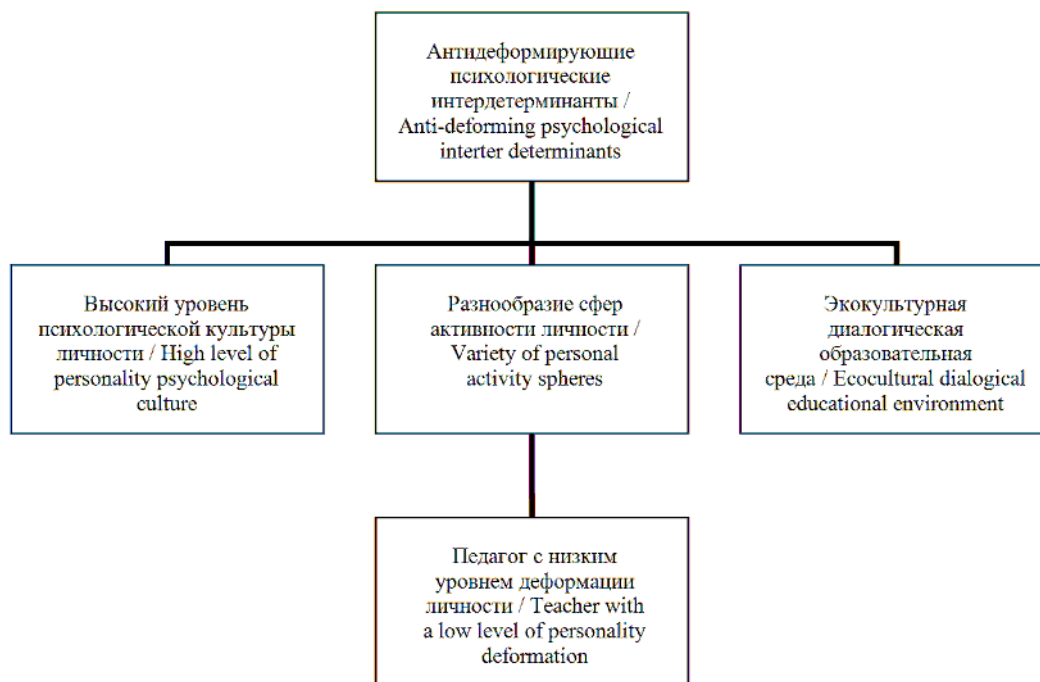 Антидеформирующие
психологические
интердетерминанты /
Anti-deforming psychological
interter determinants
Высокий уровень
психологической культуры
личности / High level of
personality psychological
culture
Разнообразие сфер
активности личности /
Variety of personal
activity spheres
Экокультурная
диалогическая
образовательная
среда / Ecocultural dialogical
educational environment
Педагог с низким
уровнем деформации
личности / Teacher with
a low level of personality
deformation